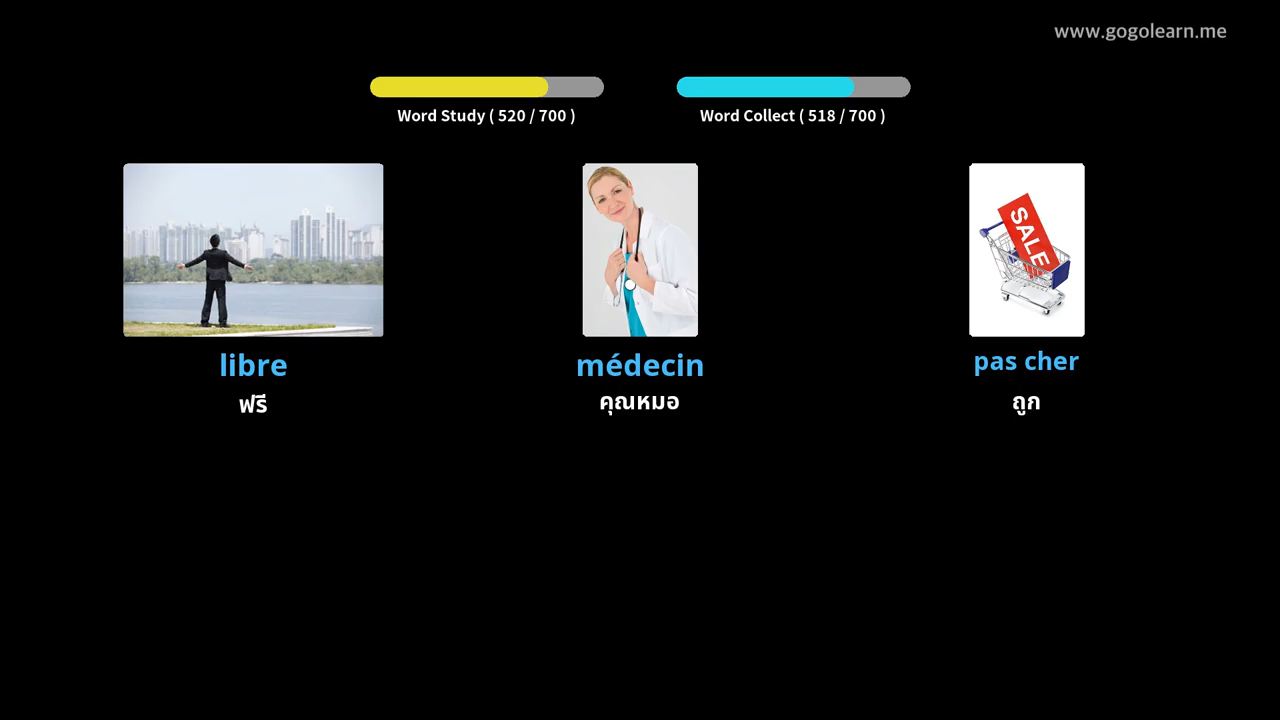 www.gogolearn.me
Word Study ( 520 / 700 )
Word Collect ( 518 / 700 )
SALE
libre
médecin
pas cher
ฟรี
คุณหมอ
ถูก